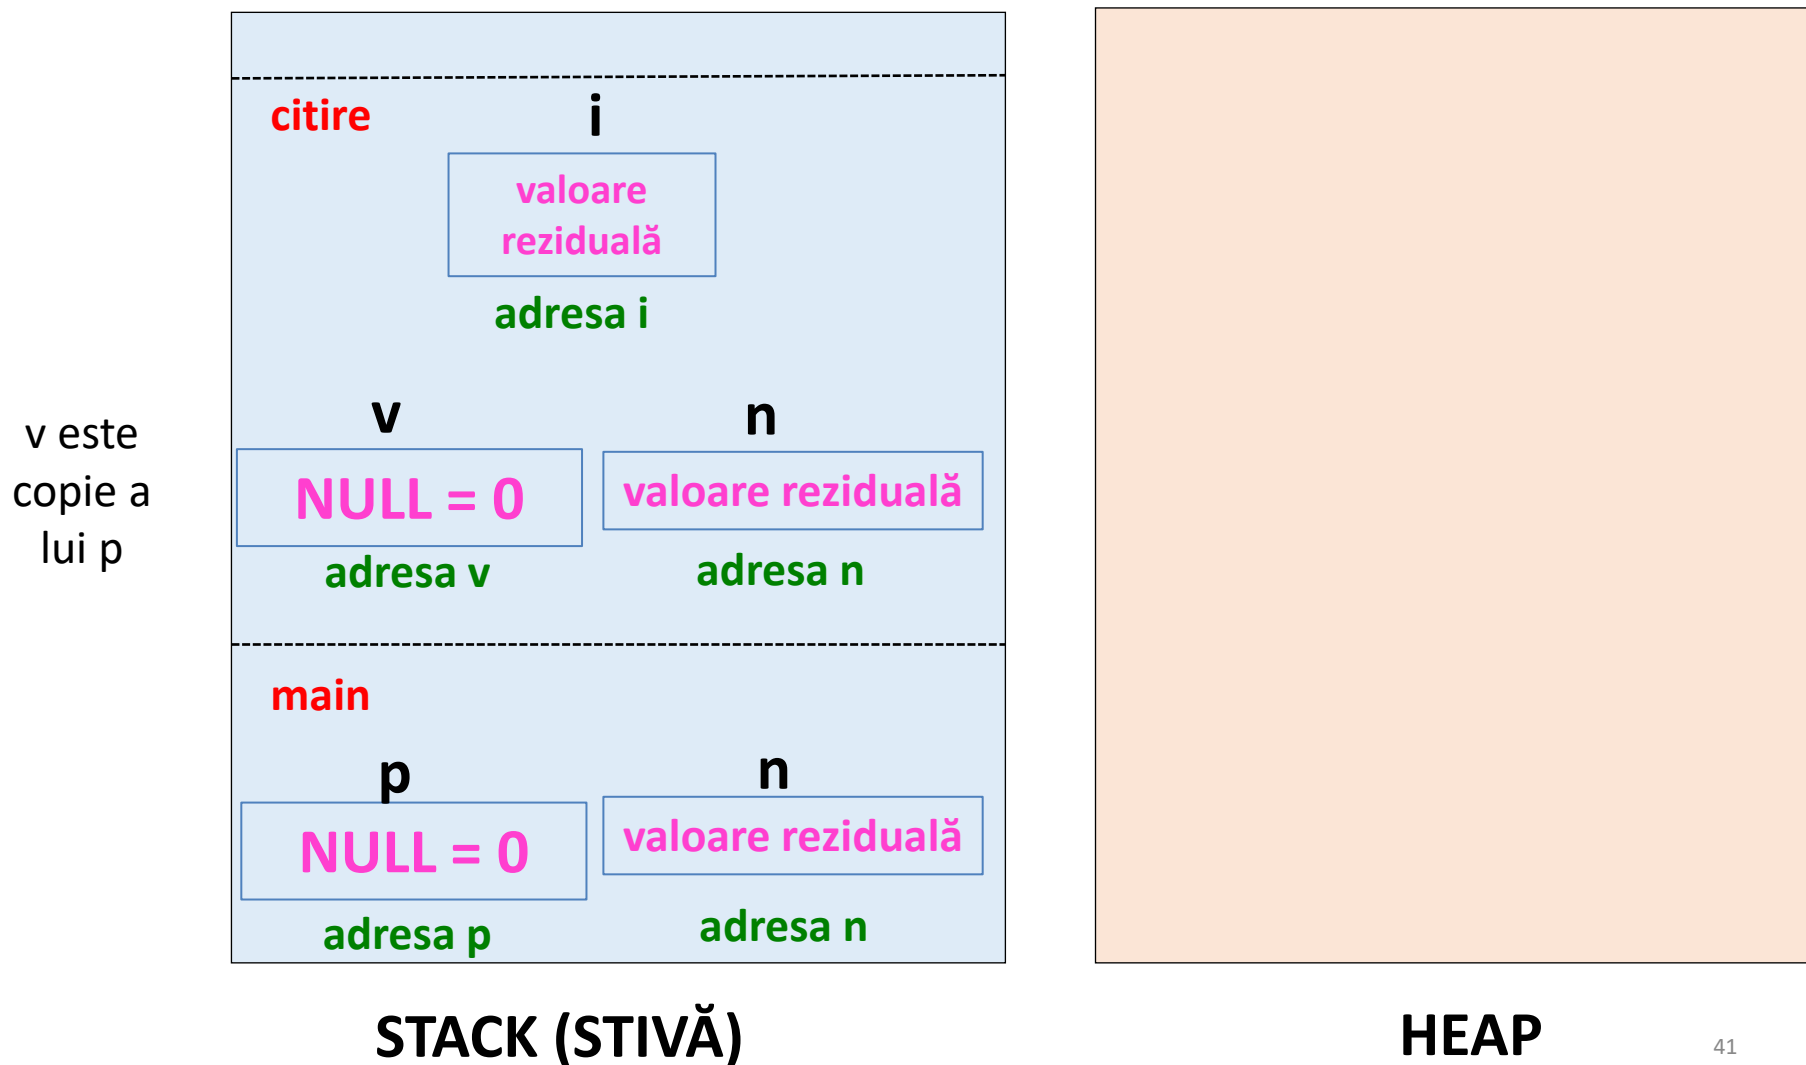 citire
i
valoare
reziduală
adresa i
v este
copie a
lui p
v
n
NULL = 0
valoare reziduală
adresa v
adresa n
main
p
n
NULL = 0
valoare reziduală
adresa p
adresa n
STACK (STIVĂ)
HEAP
41